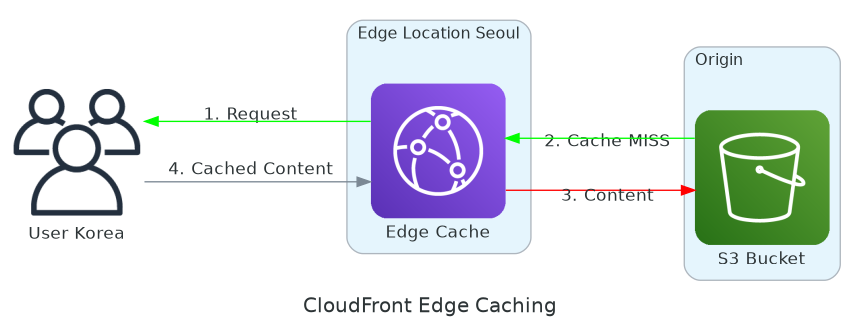 Edge Location Seoul
Origin
1. Request
2. Cache MISS
4. Cached Content
3. Content
User Korea
Edge Cache
S3 Bucket
CloudFront Edge Caching